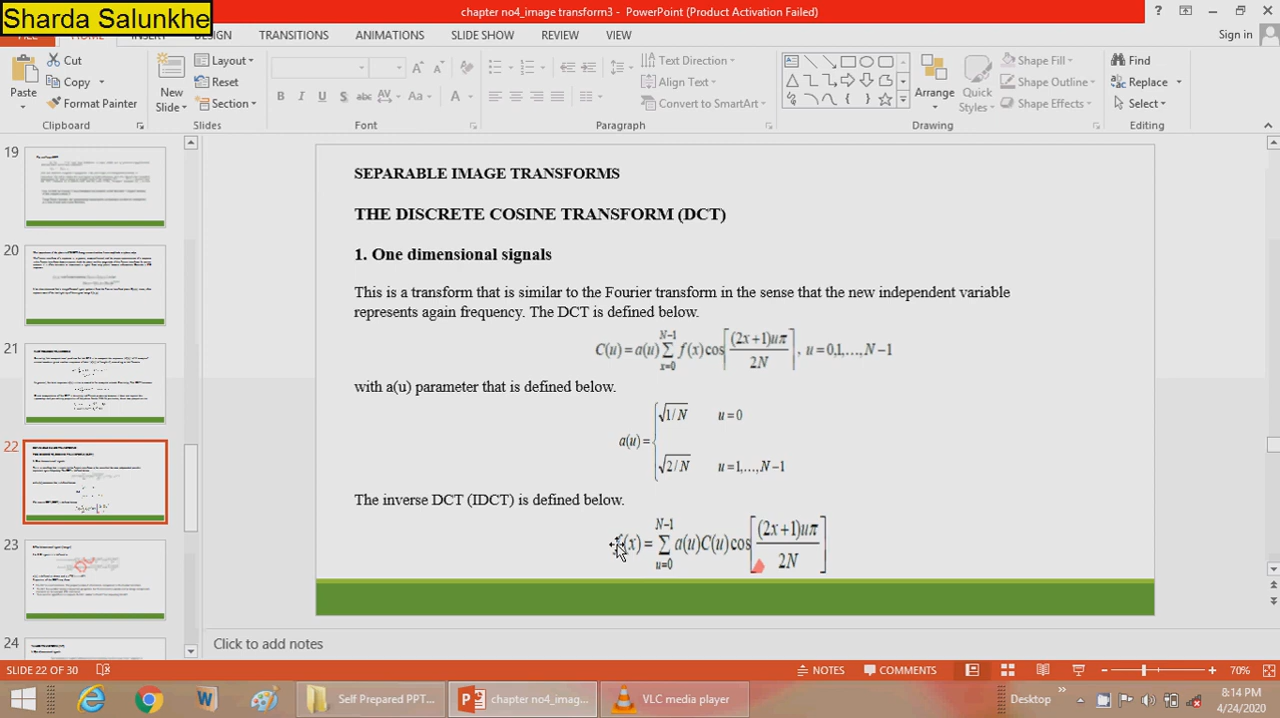 Sharda Salunkhe
chapter no4_image transform3 - PowerPoint (Product Activation Failed)
FILE HOME INSERT DESIGN TRANSITIONS ANIMATIONS SLIDE SHOW REVIEW VIEW
Sign in
Cut
Copy
Format Painter
Paste
Clipboard
New Slide
Layout
Reset
Section
Slides
B I U S abc AV Aa A
Font
Text Direction
Align Text
Convert to SmartArt
Paragraph
Arrange
Quick Styles
Shape Fill
Shape Outline
Shape Effects
Drawing
Find
Replace
Select
Editing
19
20
21
22
23
24
SEPARABLE IMAGE TRANSFORMS
THE DISCRETE COSINE TRANSFORM (DCT)
1. One dimensional signals
This is a transform that is similar to the Fourier transform in the sense that the new independent variable
represents again frequency. The DCT is defined below.
C(u) = a(u) ∑_{x=0}^{N-1} f(x) cos[(2x+1)uπ / 2N], u = 0,1,…,N−1
with a(u) parameter that is defined below.
a(u) = { √1/N u = 0
√2/N u = 1,…,N−1
The inverse DCT (IDCT) is defined below.
f(x) = ∑_{u=0}^{N-1} a(u)C(u) cos[(2x+1)uπ / 2N]
Click to add notes
SLIDE 22 OF 30
NOTES
COMMENTS
70%
Self Prepared PPT...
chapter no4_imag...
VLC media player
Desktop
8:14 PM
4/24/2020